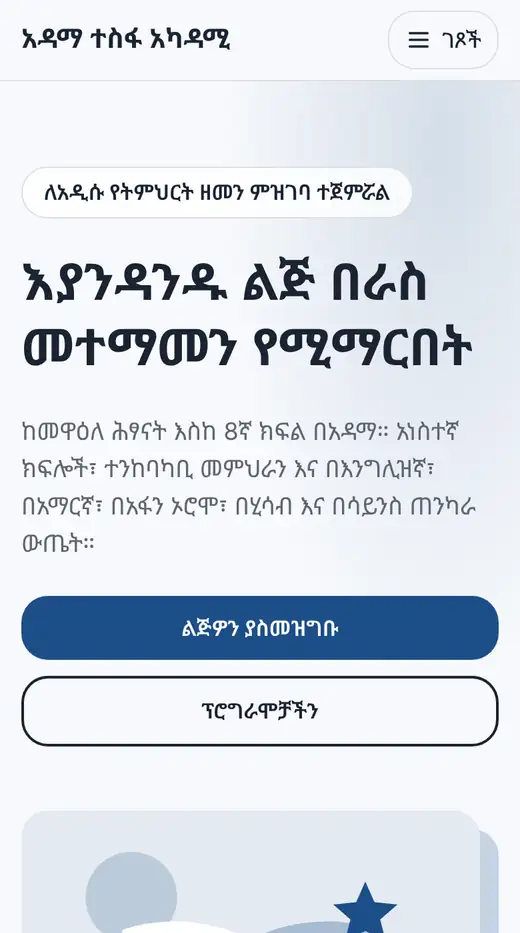 አዳማ ተስፋ አካዳሚ
ገጾች
ለአዲሱ የትምህርት ዘመን ምዝገባ ተጀምሯል
እያንዳንዱ ልጅ በራስ
መተማመን የሚማርበት
ከመዋዕለ ሕፃናት እስከ 8ኛ ክፍል በአዳማ። አነስተኛ
ክፍሎች፣ ተንከባካቢ መምህራን እና በእንግሊዝኛ፣
በአማርኛ፣ በአፋን ኦሮሞ፣ በሂሳብ እና በሳይንስ ጠንካራ
ውጤት።
ልጅዎን ያስመዝግቡ
ፕሮግራሞቻችን